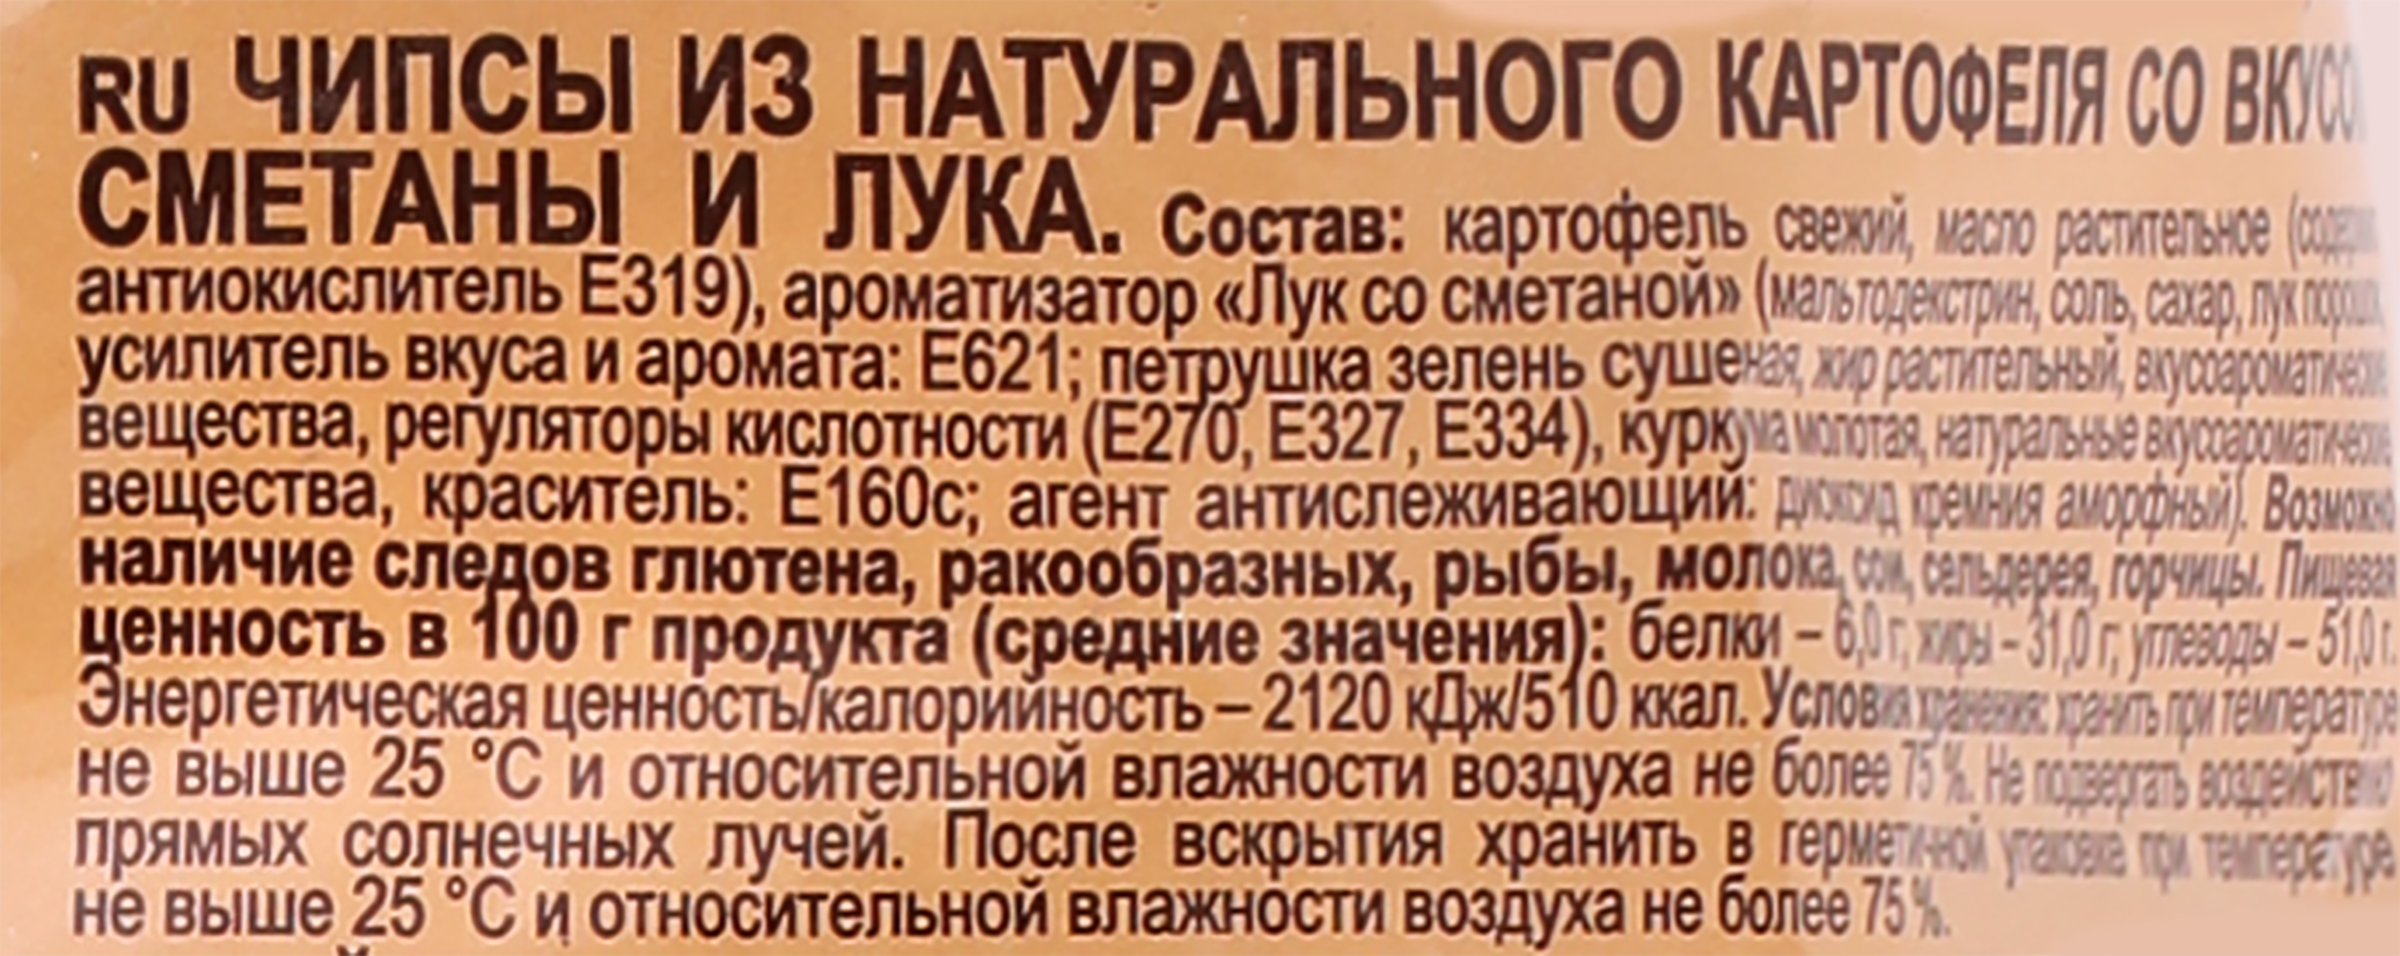 RU ЧИПСЫ ИЗ НАТУРАЛЬНОГО КАРТОФЕЛЯ СО ВКУСО
СМЕТАНЫ И ЛУКА. Состав: картофель свежий, масло растительное
антиокислитель Е319), ароматизатор «Лук со сметаной» (мальтодекстрин, соль, сахар, лук
усилитель вкуса и аромата: Е621; петрушка зелень сушеная, жир растительный, вкусоароматические
вещества, регуляторы кислотности (Е270, Е327, Е334), куркума молотая, натуральные вкусоароматические
вещества, краситель: Е160с; агент антислеживающий: диоксид кремния аморфный). Возможно
наличие следов глютена, ракообразных, рыбы, молока, сои, сельдерея, горчицы. Пищевая
ценность в 100 г продукта (средние значения): белки – 6,0 г, жиры – 31,0 г, углеводы – 51,0 г.
Энергетическая ценность/калорийность – 2120 кДж/510 ккал. Условия хранения: хранить при температуре
не выше 25 °С и относительной влажности воздуха не более 75 %. Не подвергать воздействию
прямых солнечных лучей. После вскрытия хранить в герметичной упаковке при температуре
не выше 25 °С и относительной влажности воздуха не более 75 %.